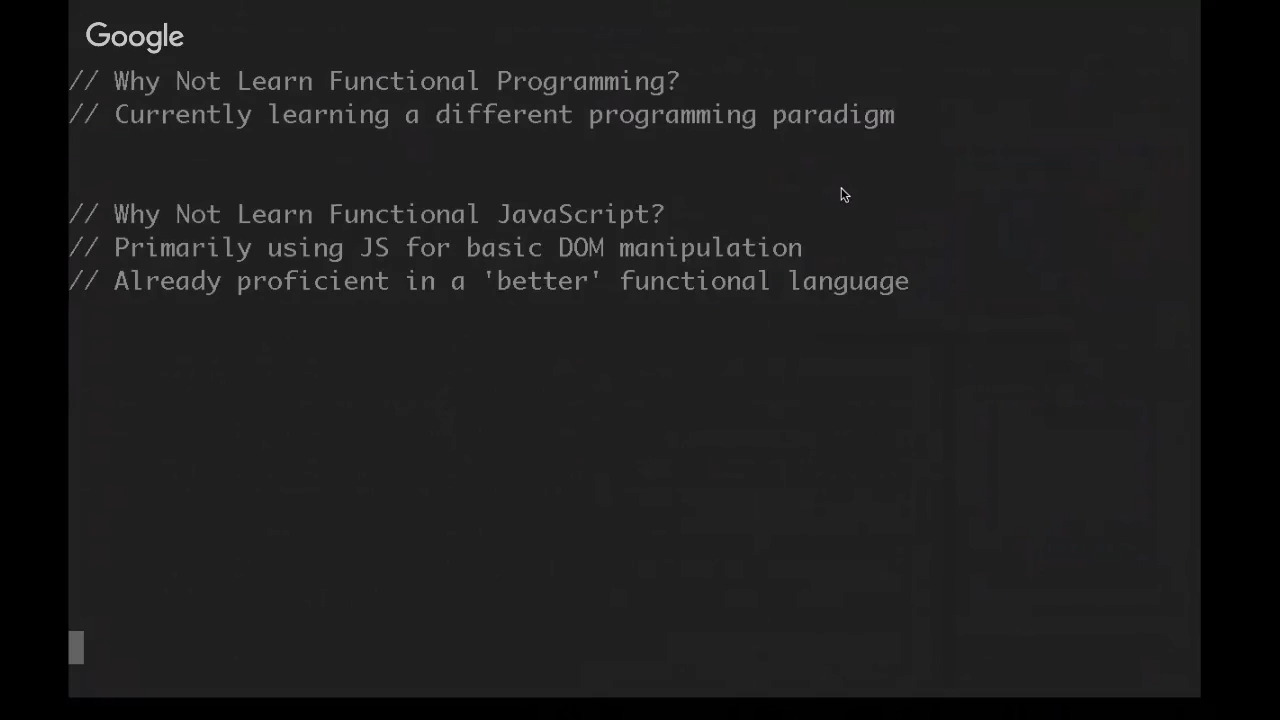 Google
// Why Not Learn Functional Programming?
// Currently learning a different programming paradigm
// Why Not Learn Functional JavaScript?
// Primarily using JS for basic DOM manipulation
// Already proficient in a 'better' functional language